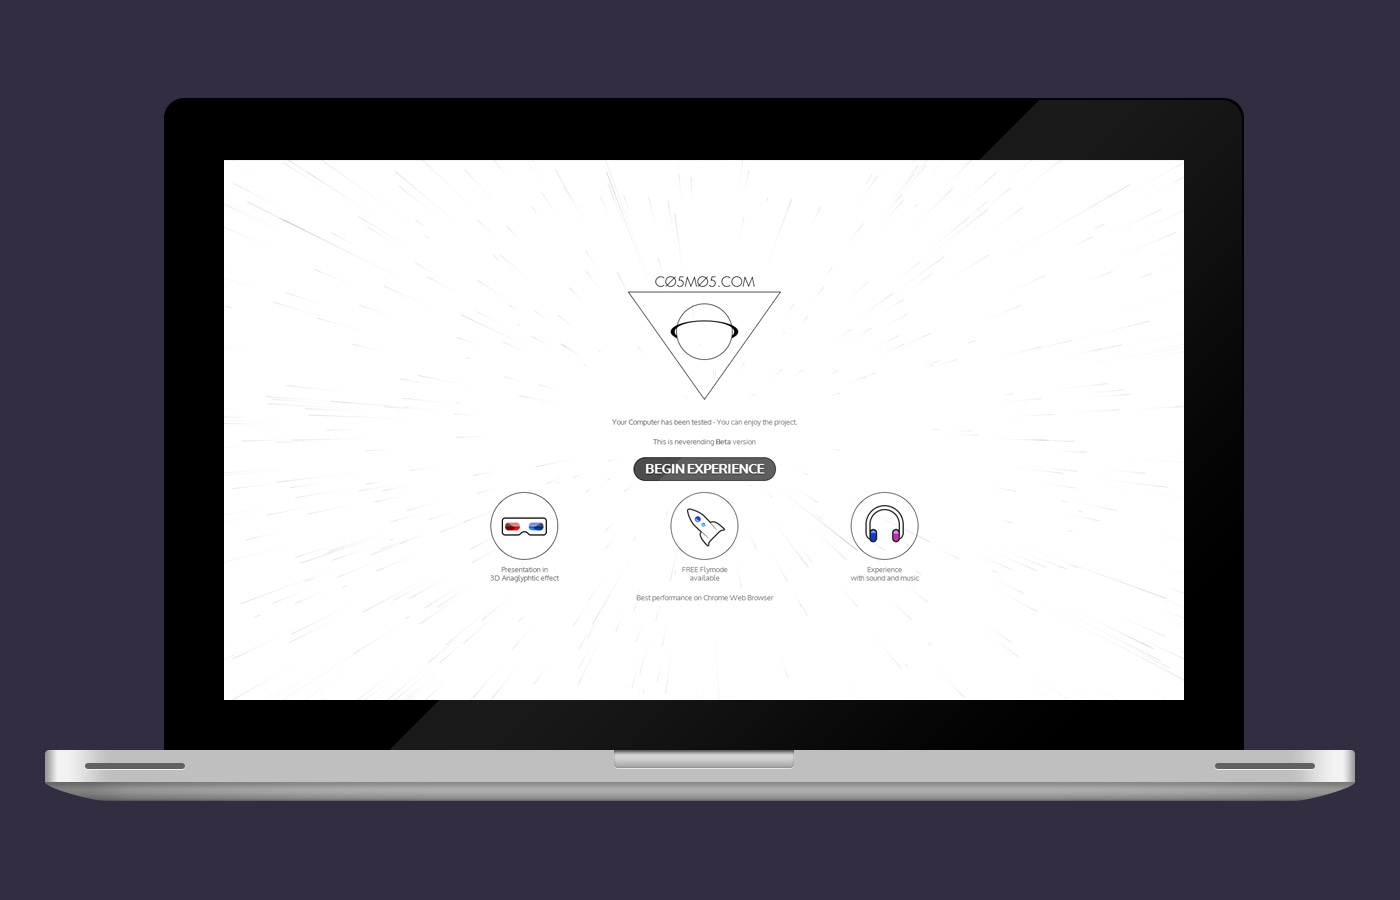 CØ5MØ5.COM
Your Computer has been tested - You can enjoy the project.
This is neverending Beta version
BEGIN EXPERIENCE
Presentation in
3D Anaglyphtic effect
FREE Flymode
available
Experience
with sound and music
Best performance on Chrome Web Browser